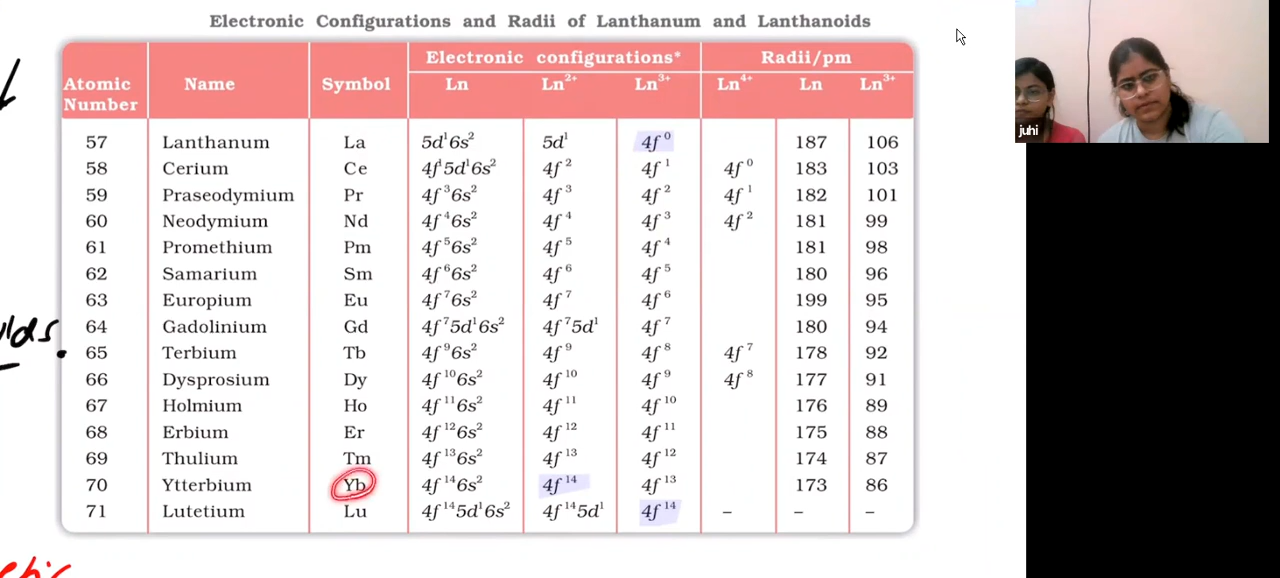 Electronic Configurations and Radii of Lanthanum and Lanthanoids
Electronic configurations* Radii/pm
Atomic Number Name Symbol Ln Ln2+ Ln3+ Ln4+ Ln Ln3+
57 Lanthanum La 5d¹6s² 5d¹ 4f⁰ 187 106
58 Cerium Ce 4f¹5d¹6s² 4f² 4f¹ 4f⁰ 183 103
59 Praseodymium Pr 4f³6s² 4f³ 4f² 4f¹ 182 101
60 Neodymium Nd 4f⁴6s² 4f⁴ 4f³ 4f² 181 99
61 Promethium Pm 4f⁵6s² 4f⁵ 4f⁴ 181 98
62 Samarium Sm 4f⁶6s² 4f⁶ 4f⁵ 180 96
63 Europium Eu 4f⁷6s² 4f⁷ 4f⁶ 199 95
64 Gadolinium Gd 4f⁷5d¹6s² 4f⁷5d¹ 4f⁷ 180 94
65 Terbium Tb 4f⁹6s² 4f⁹ 4f⁸ 4f⁷ 178 92
66 Dysprosium Dy 4f¹⁰6s² 4f¹⁰ 4f⁹ 4f⁸ 177 91
67 Holmium Ho 4f¹¹6s² 4f¹¹ 4f¹⁰ 176 89
68 Erbium Er 4f¹²6s² 4f¹² 4f¹¹ 175 88
69 Thulium Tm 4f¹³6s² 4f¹³ 4f¹² 174 87
70 Ytterbium Yb 4f¹⁴6s² 4f¹⁴ 4f¹³ 173 86
71 Lutetium Lu 4f¹⁴5d¹6s² 4f¹⁴5d¹ 4f¹⁴ – – –
juhi